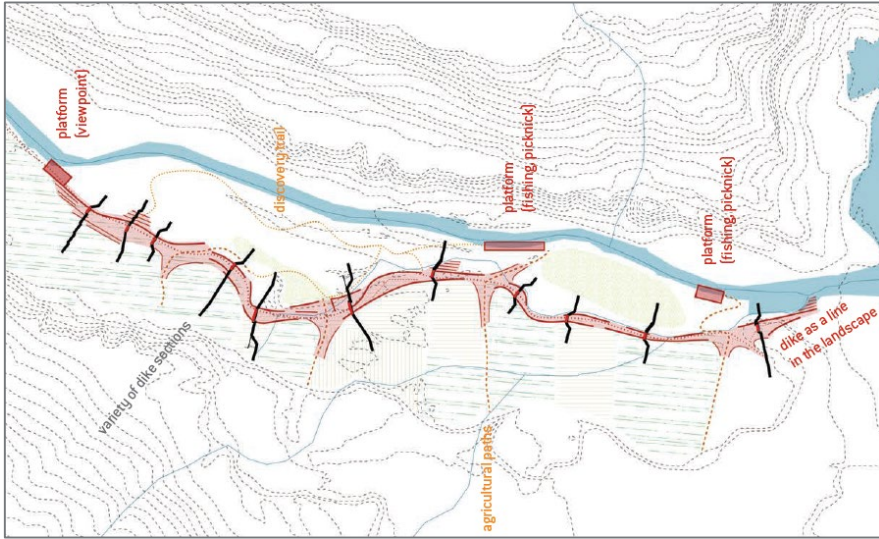 platform
(viewpoint)
discovery trail
platform
(fishing, picknick)
platform
(fishing, picknick)
variety of dike sections
agricultural paths
dike as a line
in the landscape